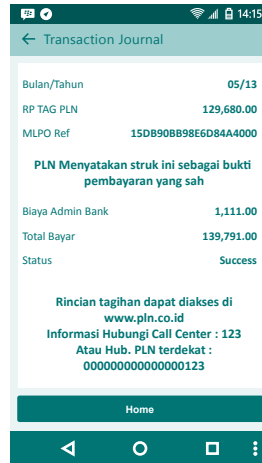 14:15
Transaction Journal
Bulan/Tahun 05/13
RP TAG PLN 129,680.00
MLPO Ref 15DB90BB98E6D84A4000
PLN Menyatakan struk ini sebagai bukti
pembayaran yang sah
Biaya Admin Bank 1,111.00
Total Bayar 139,791.00
Status Success
Rincian tagihan dapat diakses di
www.pln.co.id
Informasi Hubungi Call Center : 123
Atau Hub. PLN terdekat :
000000000000000123
Home